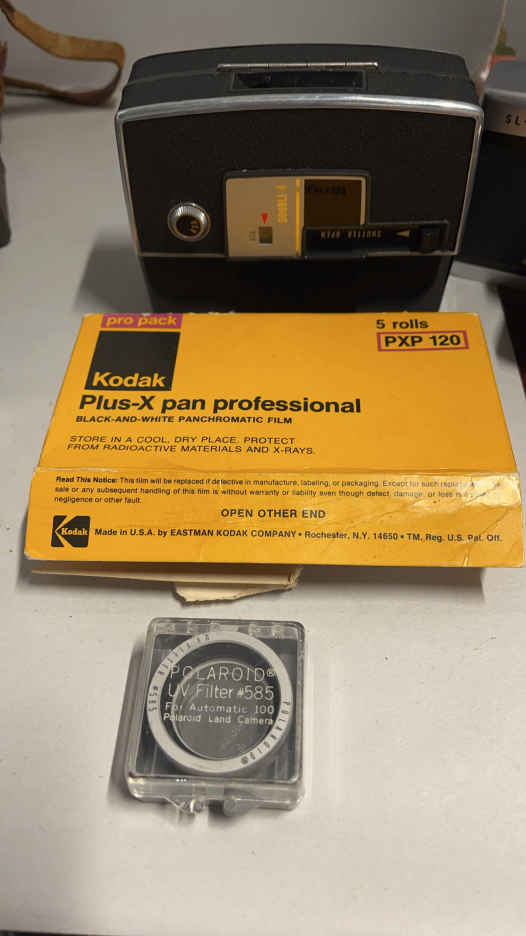 SL-
SHUTTER OPEN
pro pack
5 rolls
PXP 120
Kodak
Plus-X pan professional
BLACK-AND-WHITE PANCHROMATIC FILM
STORE IN A COOL, DRY PLACE. PROTECT
FROM RADIOACTIVE MATERIALS AND X-RAYS.
Read This Notice: This film will be replaced if defective in manufacture, labeling, or packaging. Except for such
sale or any subsequent handling of this film is without warranty or liability even though defect, damage, or loss is
negligence or other fault.
OPEN OTHER END
Kodak
Made in U.S.A. by EASTMAN KODAK COMPANY • Rochester, N.Y. 14650 • TM, Reg. U.S. Pat. Off.
POLAROID®
UV Filter #585
For Automatic 100
Polaroid Land Camera
POLAROID®
UV FILTER #585